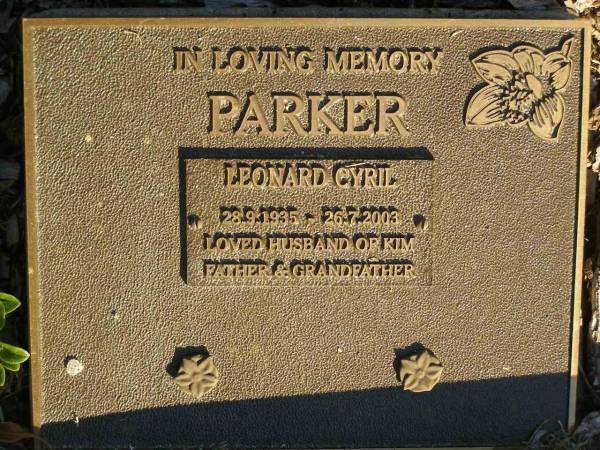 IN LOVING MEMORY
PARKER
LEONARD CYRIL
28.9.1935 - 26.7.2003
LOVED HUSBAND OF KIM
FATHER & GRANDFATHER